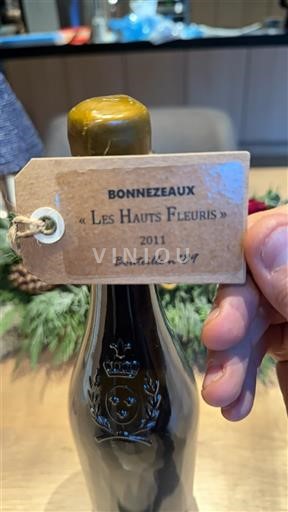 BONNEZEAUX
« LES HAUTS FLEURIS »
2011
VINIOU
Bouteille n°